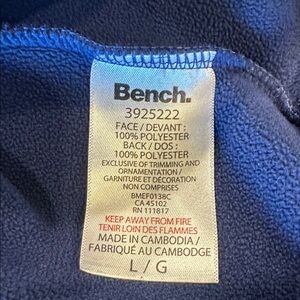 Bench.
3925222
FACE / DEVANT :
100% POLYESTER
BACK / DOS :
100% POLYESTER
EXCLUSIVE OF TRIMMING AND
ORNAMENTATION /
GARNITURE ET DÉCORATION
NON COMPRISES
BMEF0138C
CA 45102
RN 111817
KEEP AWAY FROM FIRE
TENIR LOIN DES FLAMMES
MADE IN CAMBODIA /
FABRIQUÉ AU CAMBODGE
L / G